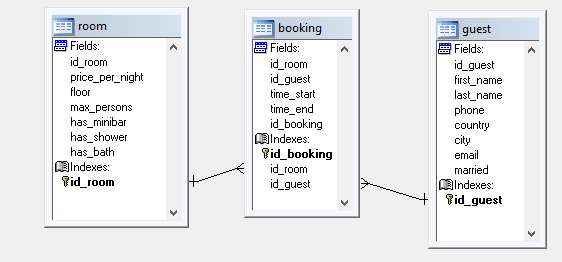 room
Fields:
id_room
price_per_night
floor
max_persons
has_minibar
has_shower
has_bath
Indexes:
id_room
booking
Fields:
id_room
id_guest
time_start
time_end
id_booking
Indexes:
id_booking
id_room
id_guest
guest
Fields:
id_guest
first_name
last_name
phone
country
city
email
married
Indexes:
id_guest